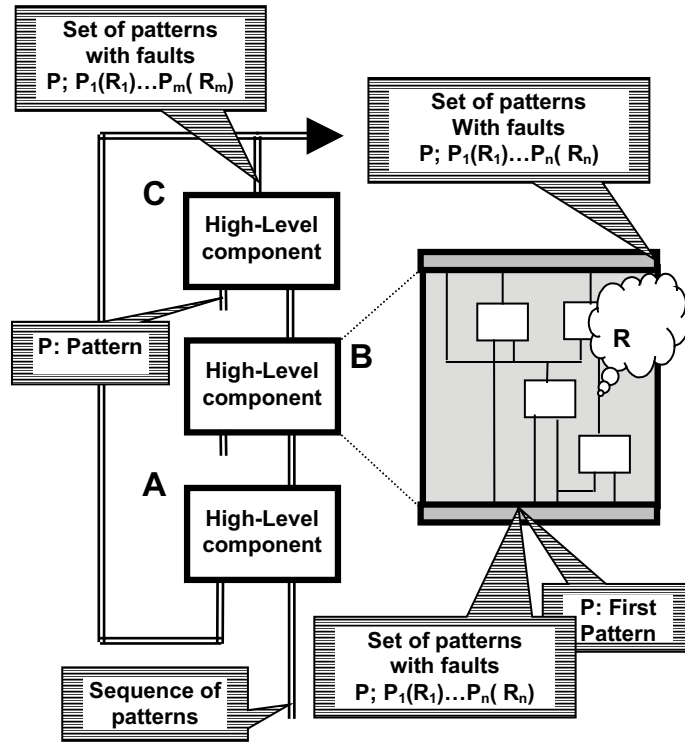 Set of patterns
with faults
P; P₁(R₁)...Pₘ( Rₘ)
Set of patterns
With faults
P; P₁(R₁)...Pₙ( Rₙ)
C
High-Level
component
P: Pattern
B
High-Level
component
R
A
High-Level
component
P: First
Pattern
Set of patterns
with faults
P; P₁(R₁)...Pₙ( Rₙ)
Sequence of
patterns